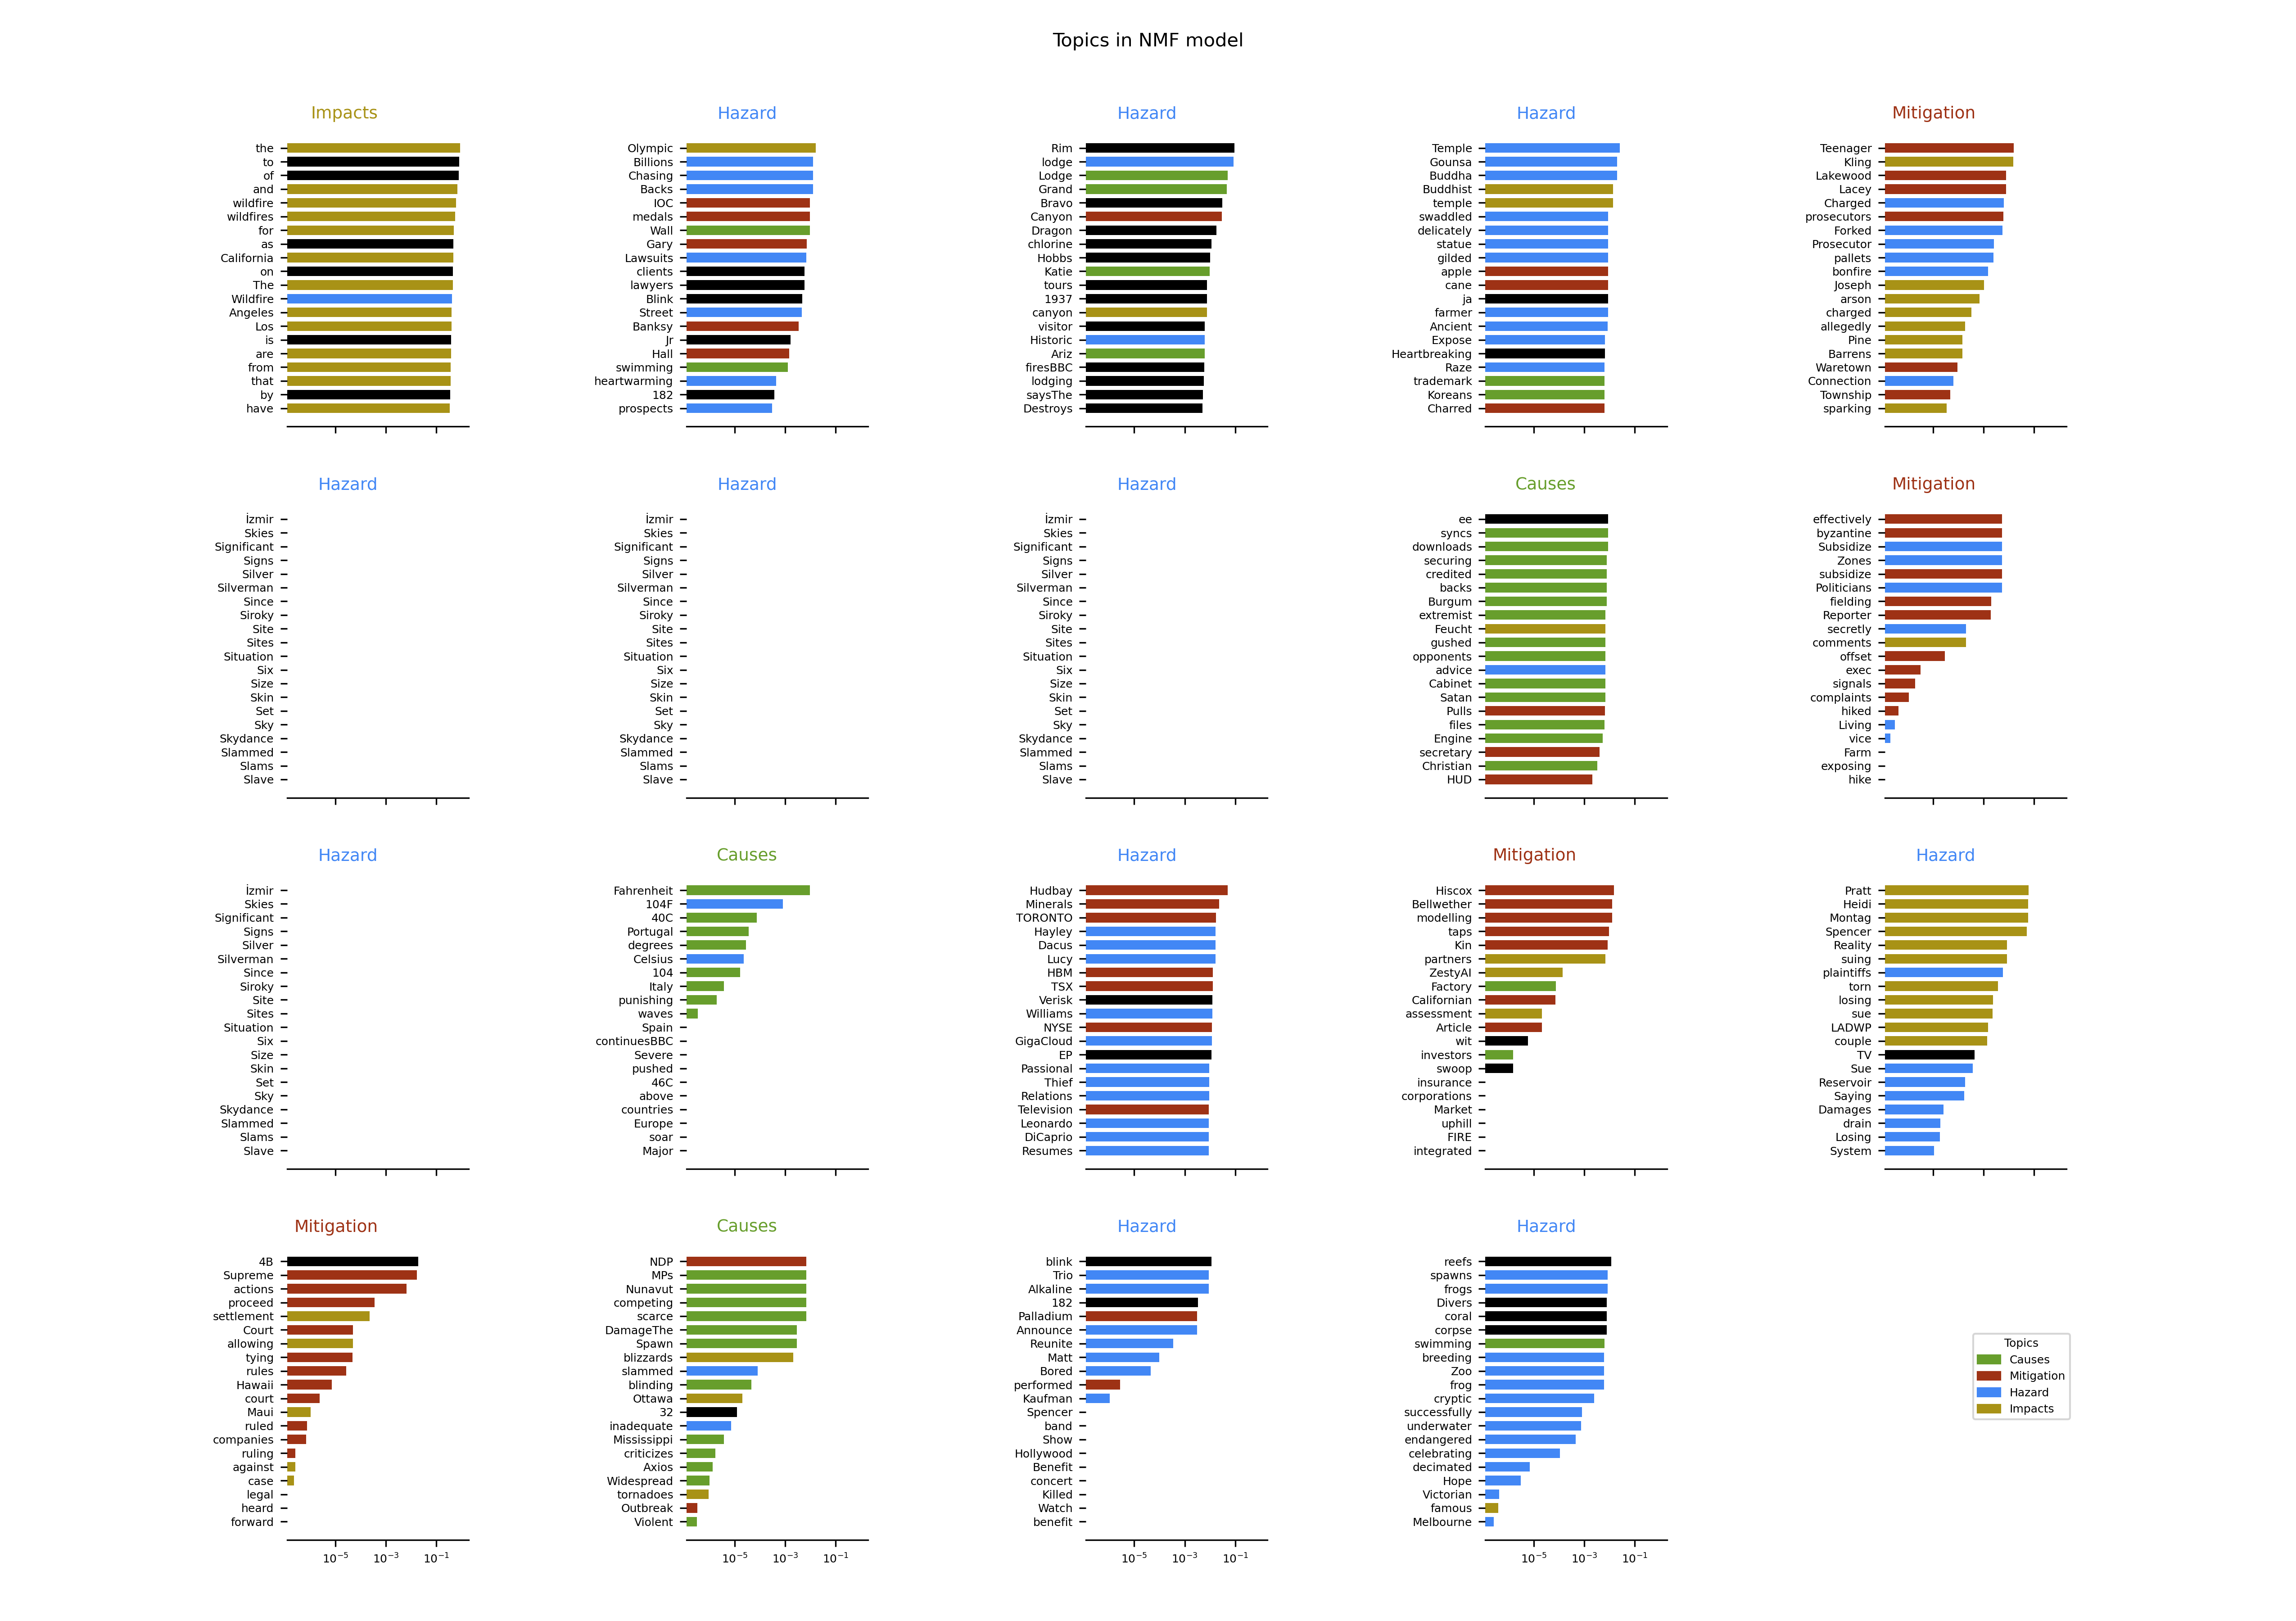 Topics in NMF model
Impacts
the
to
of
and
wildfire
wildfires
for
as
California
on
The
Wildfire
Angeles
Los
is
are
from
that
by
have
Hazard
Olympic
Billions
Chasing
Backs
IOC
medals
Wall
Gary
Lawsuits
clients
lawyers
Blink
Street
Banksy
Jr
Hall
swimming
heartwarming
182
prospects
Hazard
Rim
lodge
Lodge
Grand
Bravo
Canyon
Dragon
chlorine
Hobbs
Katie
tours
1937
canyon
visitor
Historic
Ariz
firesBBC
lodging
saysThe
Destroys
Hazard
Temple
Gounsa
Buddha
Buddhist
temple
swaddled
delicately
statue
gilded
apple
cane
ja
farmer
Ancient
Expose
Heartbreaking
Raze
trademark
Koreans
Charred
Mitigation
Teenager
Kling
Lakewood
Lacey
Charged
prosecutors
Forked
Prosecutor
pallets
bonfire
Joseph
arson
charged
allegedly
Pine
Barrens
Waretown
Connection
Township
sparking
Hazard
İzmir
Skies
Significant
Signs
Silver
Silverman
Since
Siroky
Site
Sites
Situation
Six
Size
Skin
Set
Sky
Skydance
Slammed
Slams
Slave
Hazard
İzmir
Skies
Significant
Signs
Silver
Silverman
Since
Siroky
Site
Sites
Situation
Six
Size
Skin
Set
Sky
Skydance
Slammed
Slams
Slave
Hazard
İzmir
Skies
Significant
Signs
Silver
Silverman
Since
Siroky
Site
Sites
Situation
Six
Size
Skin
Set
Sky
Skydance
Slammed
Slams
Slave
Causes
ee
syncs
downloads
securing
credited
backs
Burgum
extremist
Feucht
gushed
opponents
advice
Cabinet
Satan
Pulls
files
Engine
secretary
Christian
HUD
Mitigation
effectively
byzantine
Subsidize
Zones
subsidize
Politicians
fielding
Reporter
secretly
comments
offset
exec
signals
complaints
hiked
Living
vice
Farm
exposing
hike
Hazard
İzmir
Skies
Significant
Signs
Silver
Silverman
Since
Siroky
Site
Sites
Situation
Six
Size
Skin
Set
Sky
Skydance
Slammed
Slams
Slave
Causes
Fahrenheit
104F
40C
Portugal
degrees
Celsius
104
Italy
punishing
waves
Spain
continuesBBC
Severe
pushed
46C
above
countries
Europe
soar
Major
Hazard
Hudbay
Minerals
TORONTO
Hayley
Dacus
Lucy
HBM
TSX
Verisk
Williams
NYSE
GigaCloud
EP
Passional
Thief
Relations
Television
Leonardo
DiCaprio
Resumes
Mitigation
Hiscox
Bellwether
modelling
taps
Kin
partners
ZestyAI
Factory
Californian
assessment
Article
wit
investors
swoop
insurance
corporations
Market
uphill
FIRE
integrated
Hazard
Pratt
Heidi
Montag
Spencer
Reality
suing
plaintiffs
torn
losing
sue
LADWP
couple
TV
Sue
Reservoir
Saying
Damages
drain
Losing
System
Mitigation
4B
Supreme
actions
proceed
settlement
Court
allowing
tying
rules
Hawaii
court
Maui
ruled
companies
ruling
against
case
legal
heard
forward
10⁻⁵ 10⁻³ 10⁻¹
Causes
NDP
MPs
Nunavut
competing
scarce
DamageThe
Spawn
blizzards
slammed
blinding
Ottawa
32
inadequate
Mississippi
criticizes
Axios
Widespread
tornadoes
Outbreak
Violent
10⁻⁵ 10⁻³ 10⁻¹
Hazard
blink
Trio
Alkaline
182
Palladium
Announce
Reunite
Matt
Bored
performed
Kaufman
Spencer
band
Show
Hollywood
Benefit
concert
Killed
Watch
benefit
10⁻⁵ 10⁻³ 10⁻¹
Hazard
reefs
spawns
frogs
Divers
coral
corpse
swimming
breeding
Zoo
frog
cryptic
successfully
underwater
endangered
celebrating
decimated
Hope
Victorian
famous
Melbourne
10⁻⁵ 10⁻³ 10⁻¹
Topics
Causes
Mitigation
Hazard
Impacts